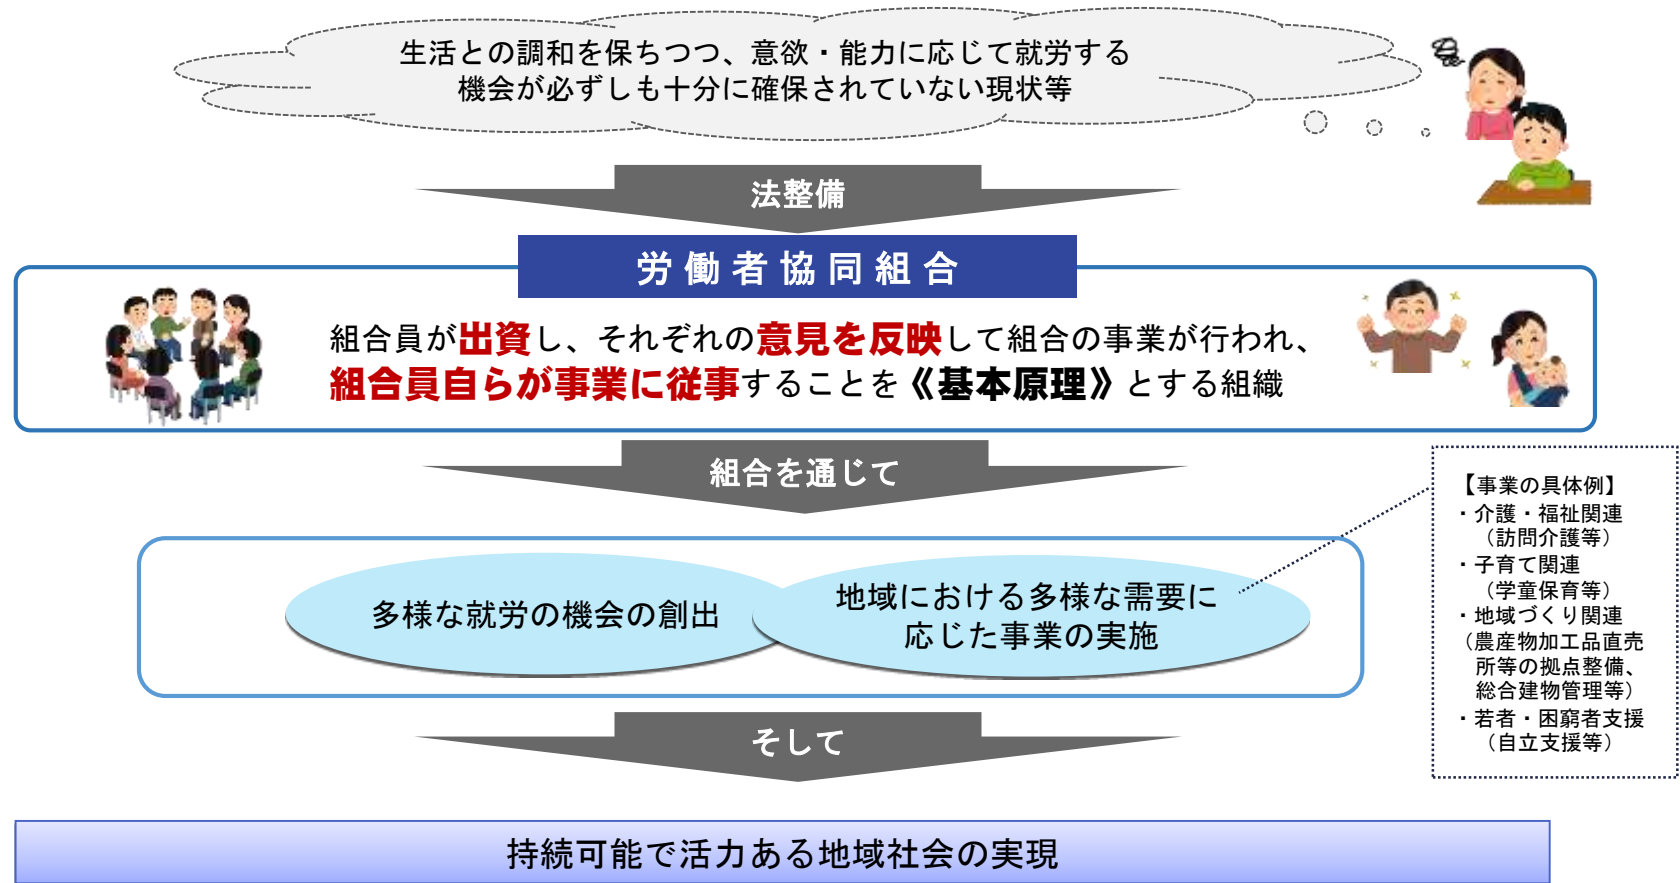 生活との調和を保ちつつ、意欲・能力に応じて就労する
機会が必ずしも十分に確保されていない現状等
法整備
労働者協同組合
組合員が出資し、それぞれの意見を反映して組合の事業が行われ、
組合員自らが事業に従事することを《基本原理》とする組織
組合を通じて
多様な就労の機会の創出
地域における多様な需要に
応じた事業の実施
【事業の具体例】
・介護・福祉関連
（訪問介護等）
・子育て関連
（学童保育等）
・地域づくり関連
（農産物加工品直売
所等の拠点整備、
総合建物管理等）
・若者・困窮者支援
（自立支援等）
そして
持続可能で活力ある地域社会の実現